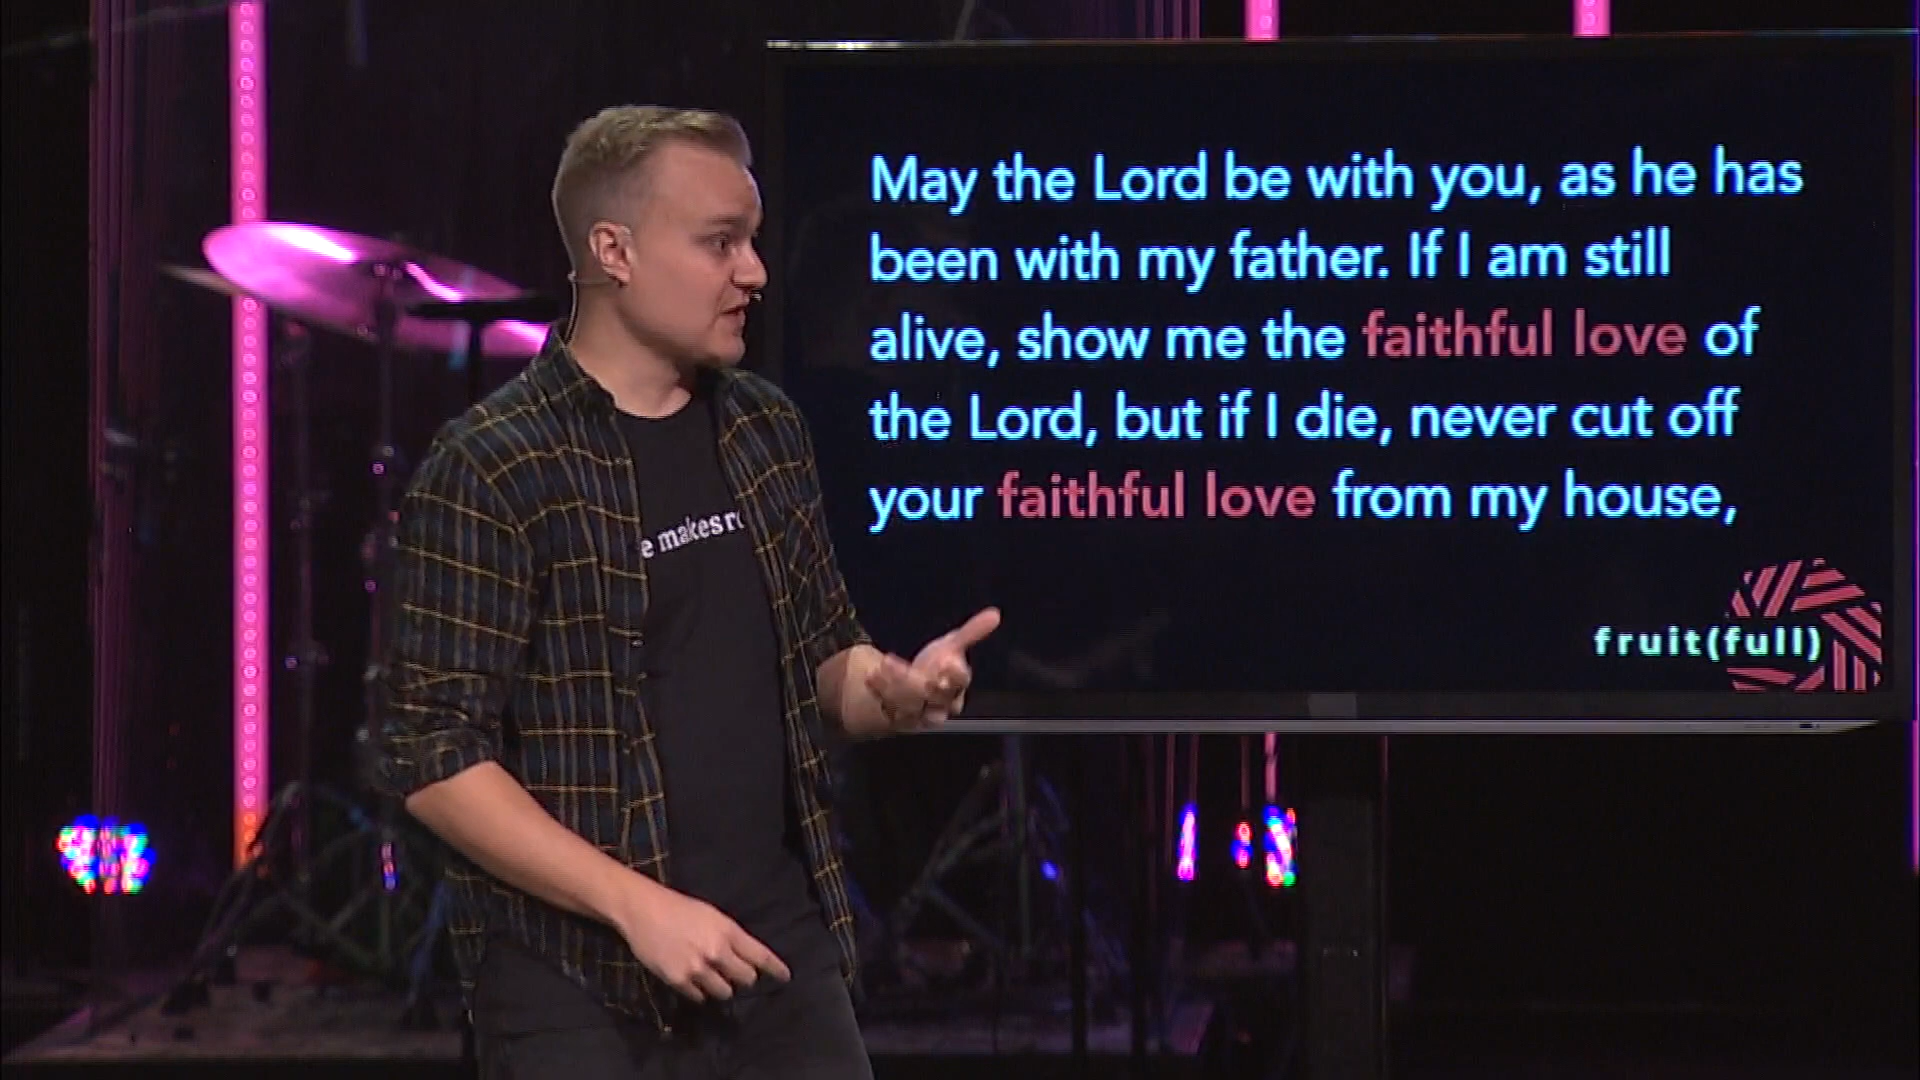 May the Lord be with you, as he has
been with my father. If I am still
alive, show me the faithful love of
the Lord, but if I die, never cut off
your faithful love from my house,
fruit(full)
makes